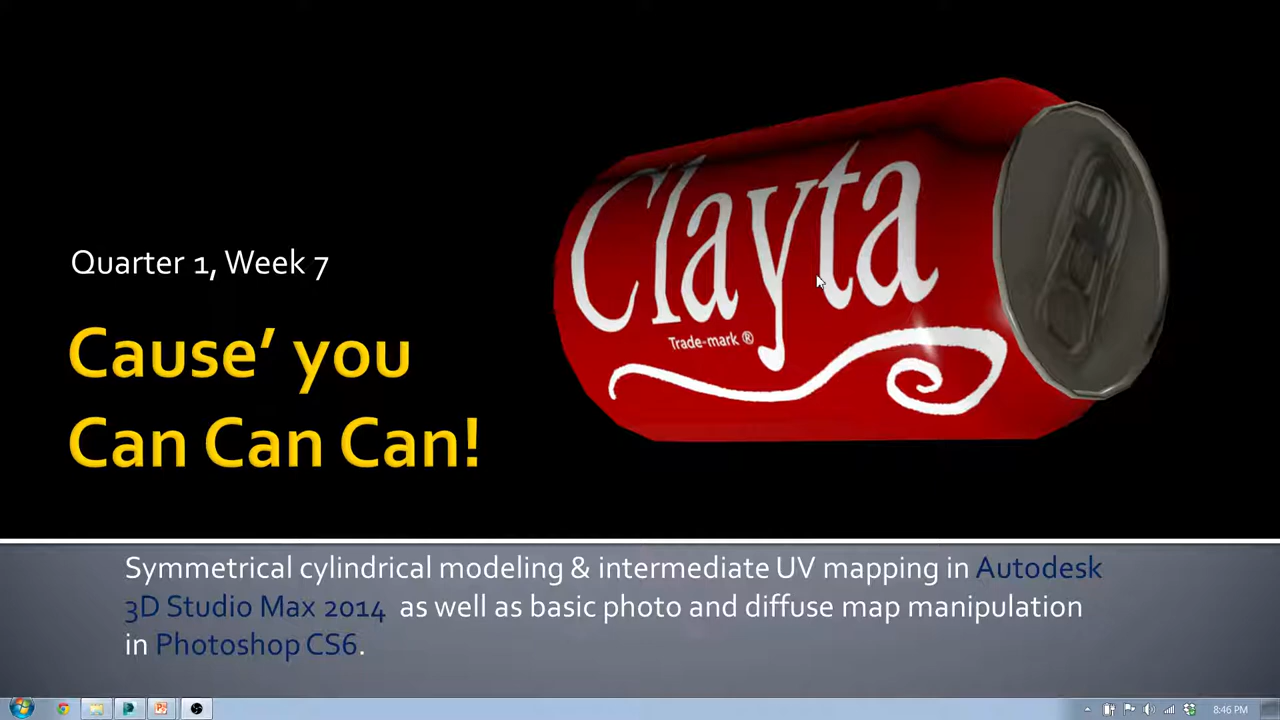 Quarter 1, Week 7
Cause’ you
Can Can Can!
Clayta
Trade-mark ®
Symmetrical cylindrical modeling & intermediate UV mapping in Autodesk
3D Studio Max 2014 as well as basic photo and diffuse map manipulation
in Photoshop CS6.
8:46 PM